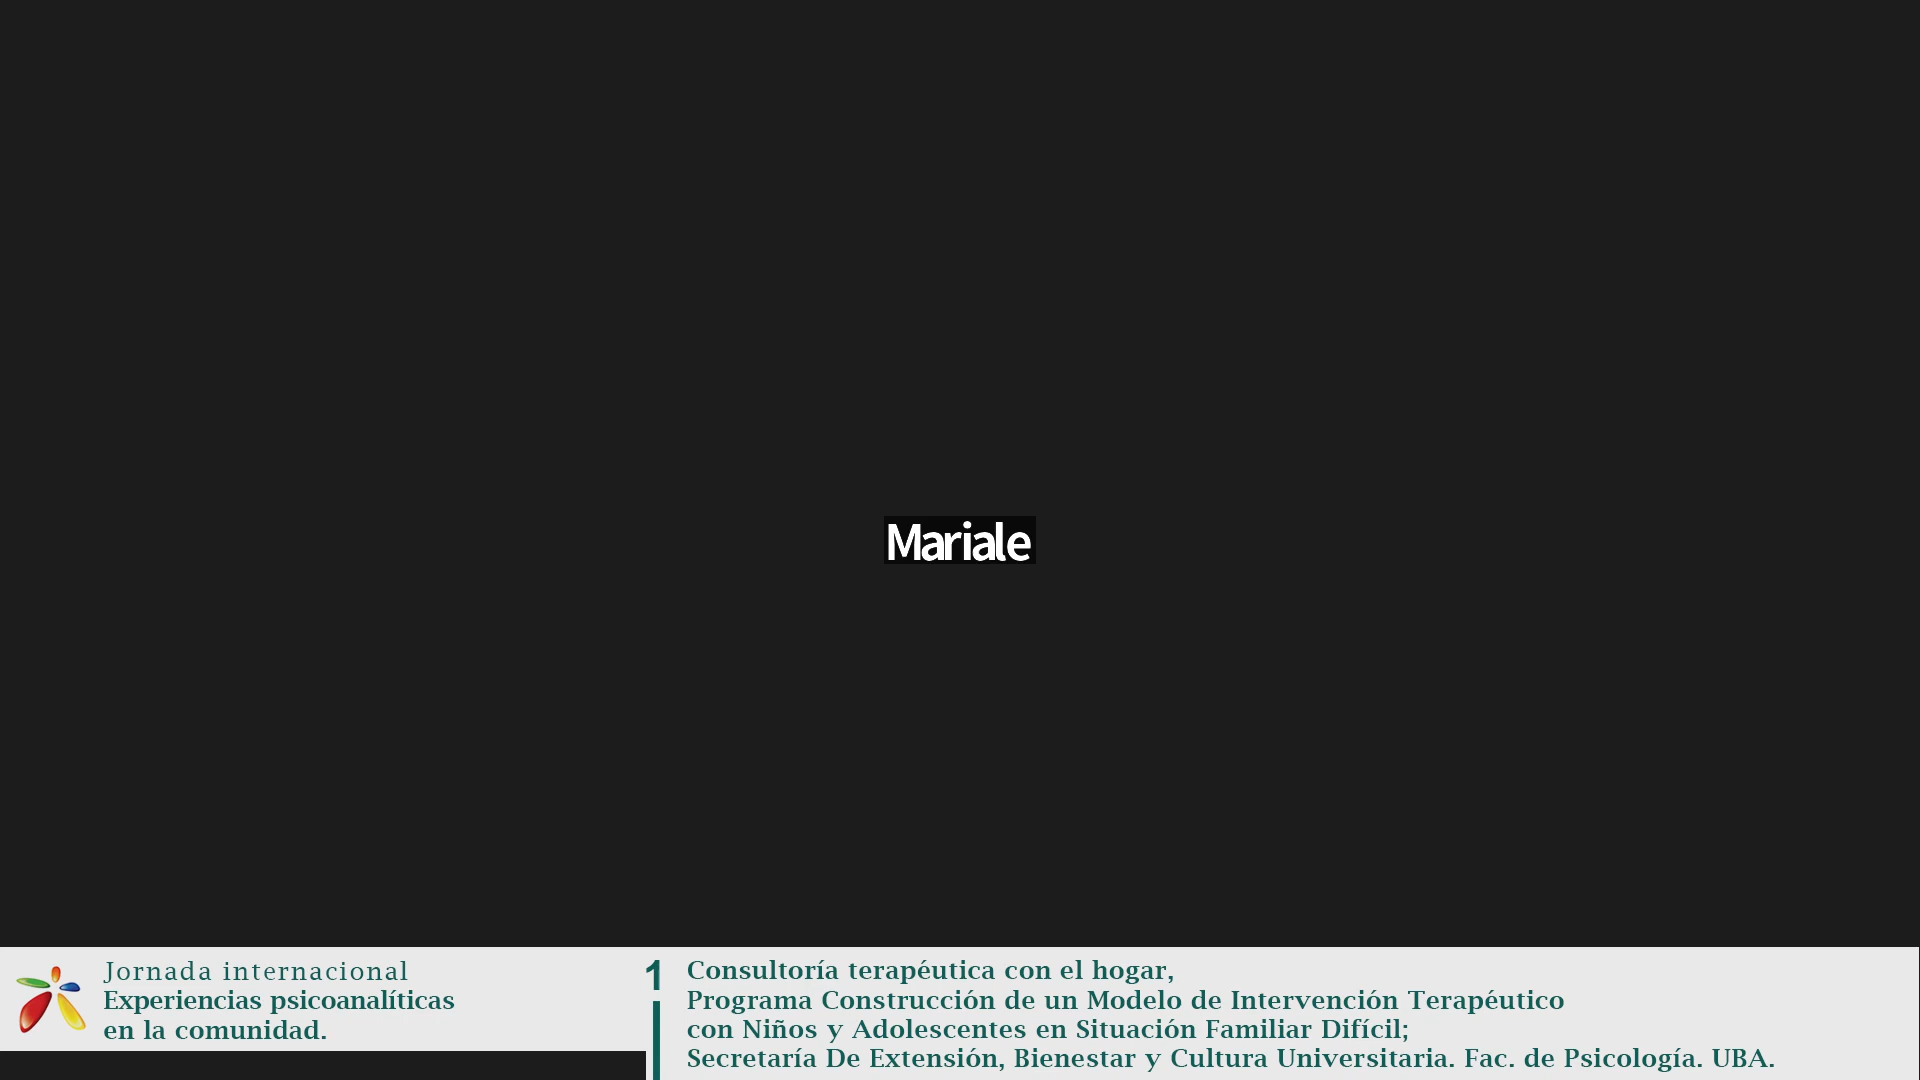 Mariale
Jornada internacional
Experiencias psicoanalíticas
en la comunidad.
1
Consultoría terapéutica con el hogar,
Programa Construcción de un Modelo de Intervención Terapéutico
con Niños y Adolescentes en Situación Familiar Difícil;
Secretaría De Extensión, Bienestar y Cultura Universitaria. Fac. de Psicología. UBA.